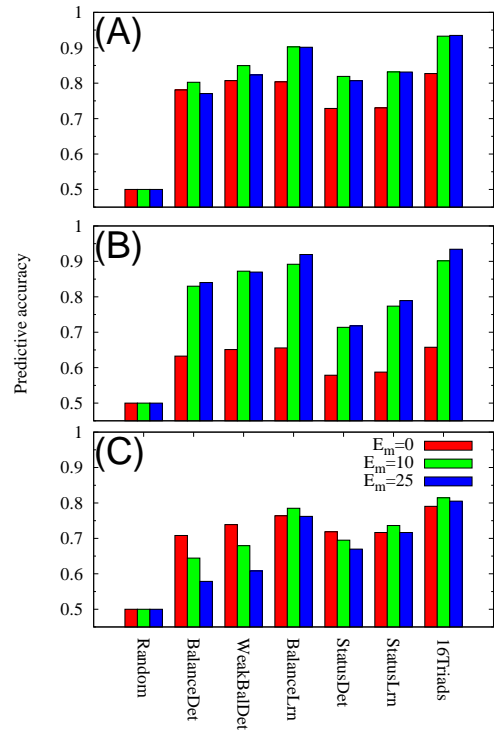 (A)
1
0.9
0.8
0.7
0.6
0.5
(B)
1
0.9
0.8
0.7
0.6
0.5
Predictive accuracy
(C)
1
0.9
0.8
0.7
0.6
0.5
E_m=0
E_m=10
E_m=25
Random
BalanceDet
WeakBalDet
BalanceLrn
StatusDet
StatusLrn
16Triads